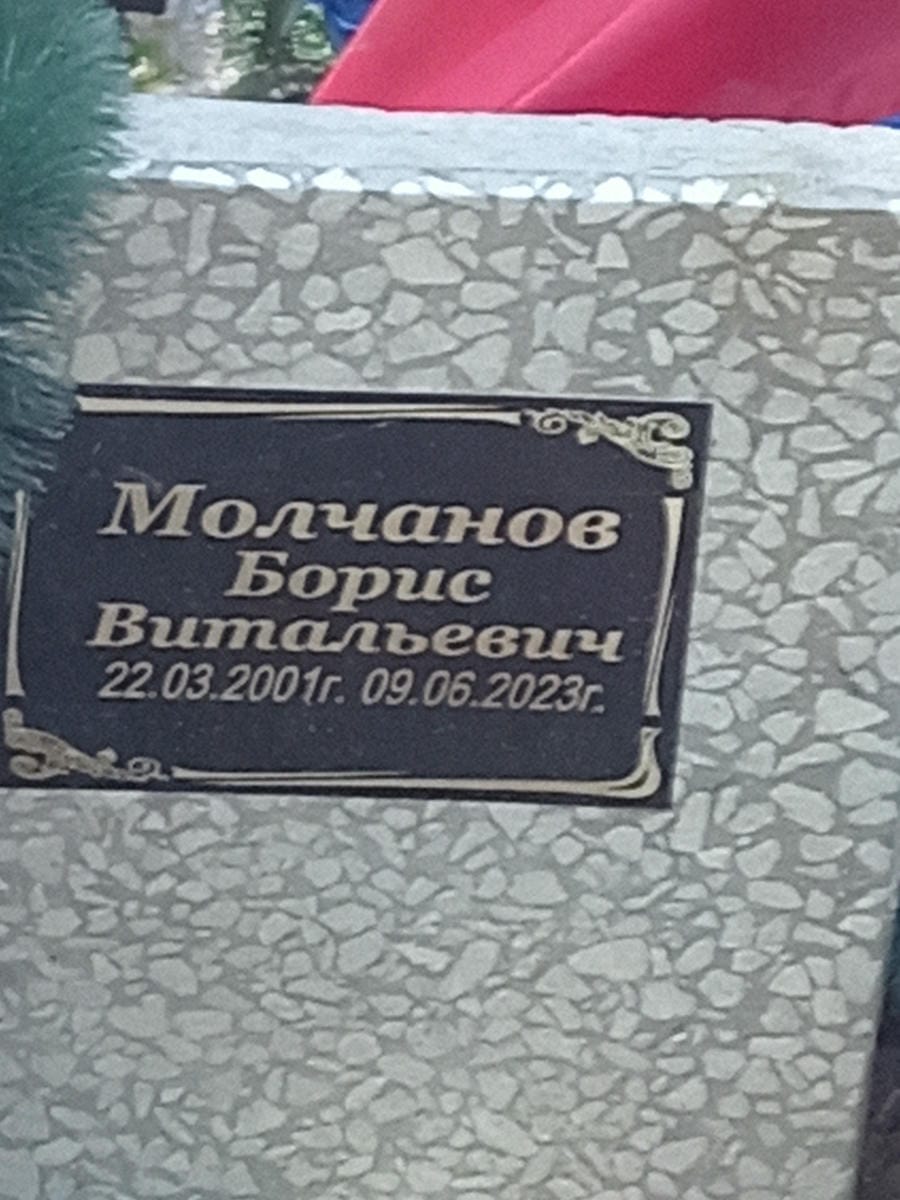 Молчанов
Борис
Витальевич
22.03.2001г. 09.06.2023г.